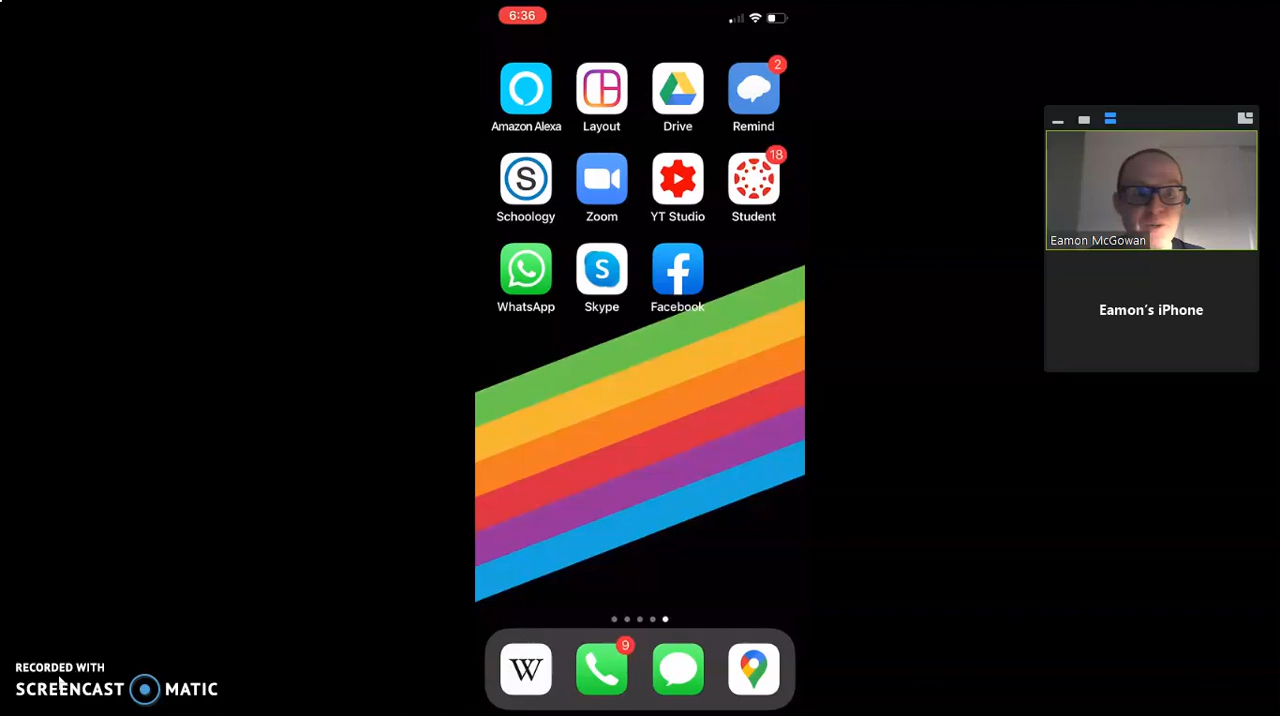 6:36
2
Amazon Alexa
Layout
Drive
Remind
18
S
Schoology
Zoom
YT Studio
Student
S
f
WhatsApp
Skype
Facebook
9
W
Eamon McGowan
Eamon's iPhone
RECORDED WITH
SCREENCAST MATIC